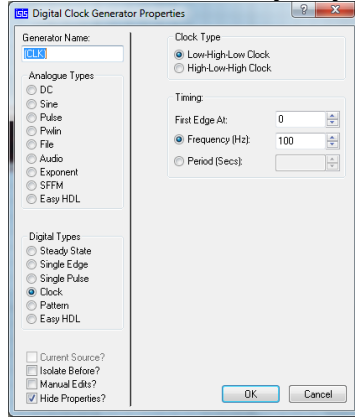 Digital Clock Generator Properties
Generator Name:
(CLK)
Analogue Types
DC
Sine
Pulse
Pwlin
File
Audio
Exponent
SFFM
Easy HDL
Digital Types
Steady State
Single Edge
Single Pulse
Clock
Pattern
Easy HDL
Current Source?
Isolate Before?
Manual Edits?
Hide Properties?
Clock Type
Low-High-Low Clock
High-Low-High Clock
Timing:
First Edge At: 0
Frequency (Hz): 100
Period (Secs):
OK Cancel